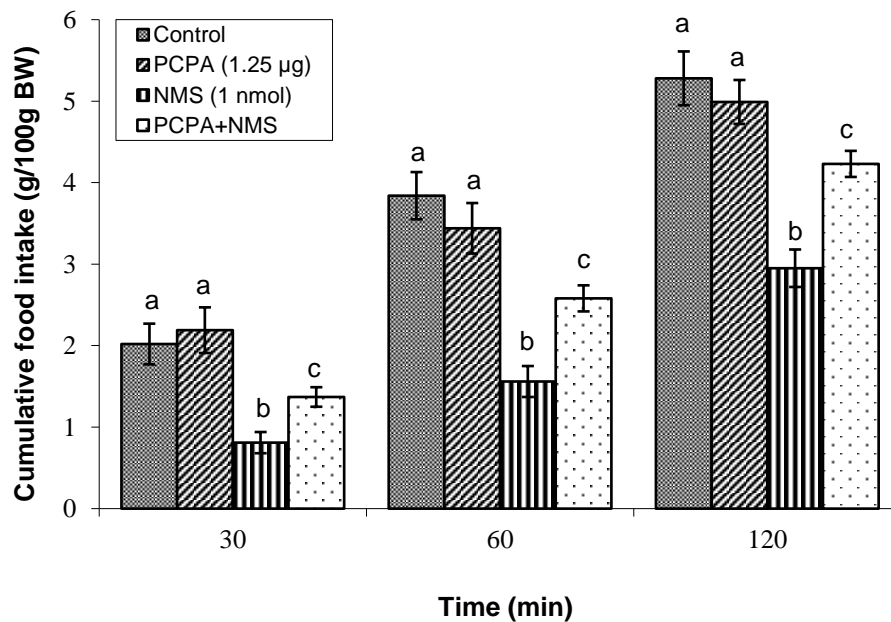 Cumulative food intake (g/100g BW)
6
5
4
3
2
1
0
Control
PCPA (1.25 µg)
NMS (1 nmol)
PCPA+NMS
a
a
b
c
a
a
b
c
a
a
b
c
30
60
120
Time (min)